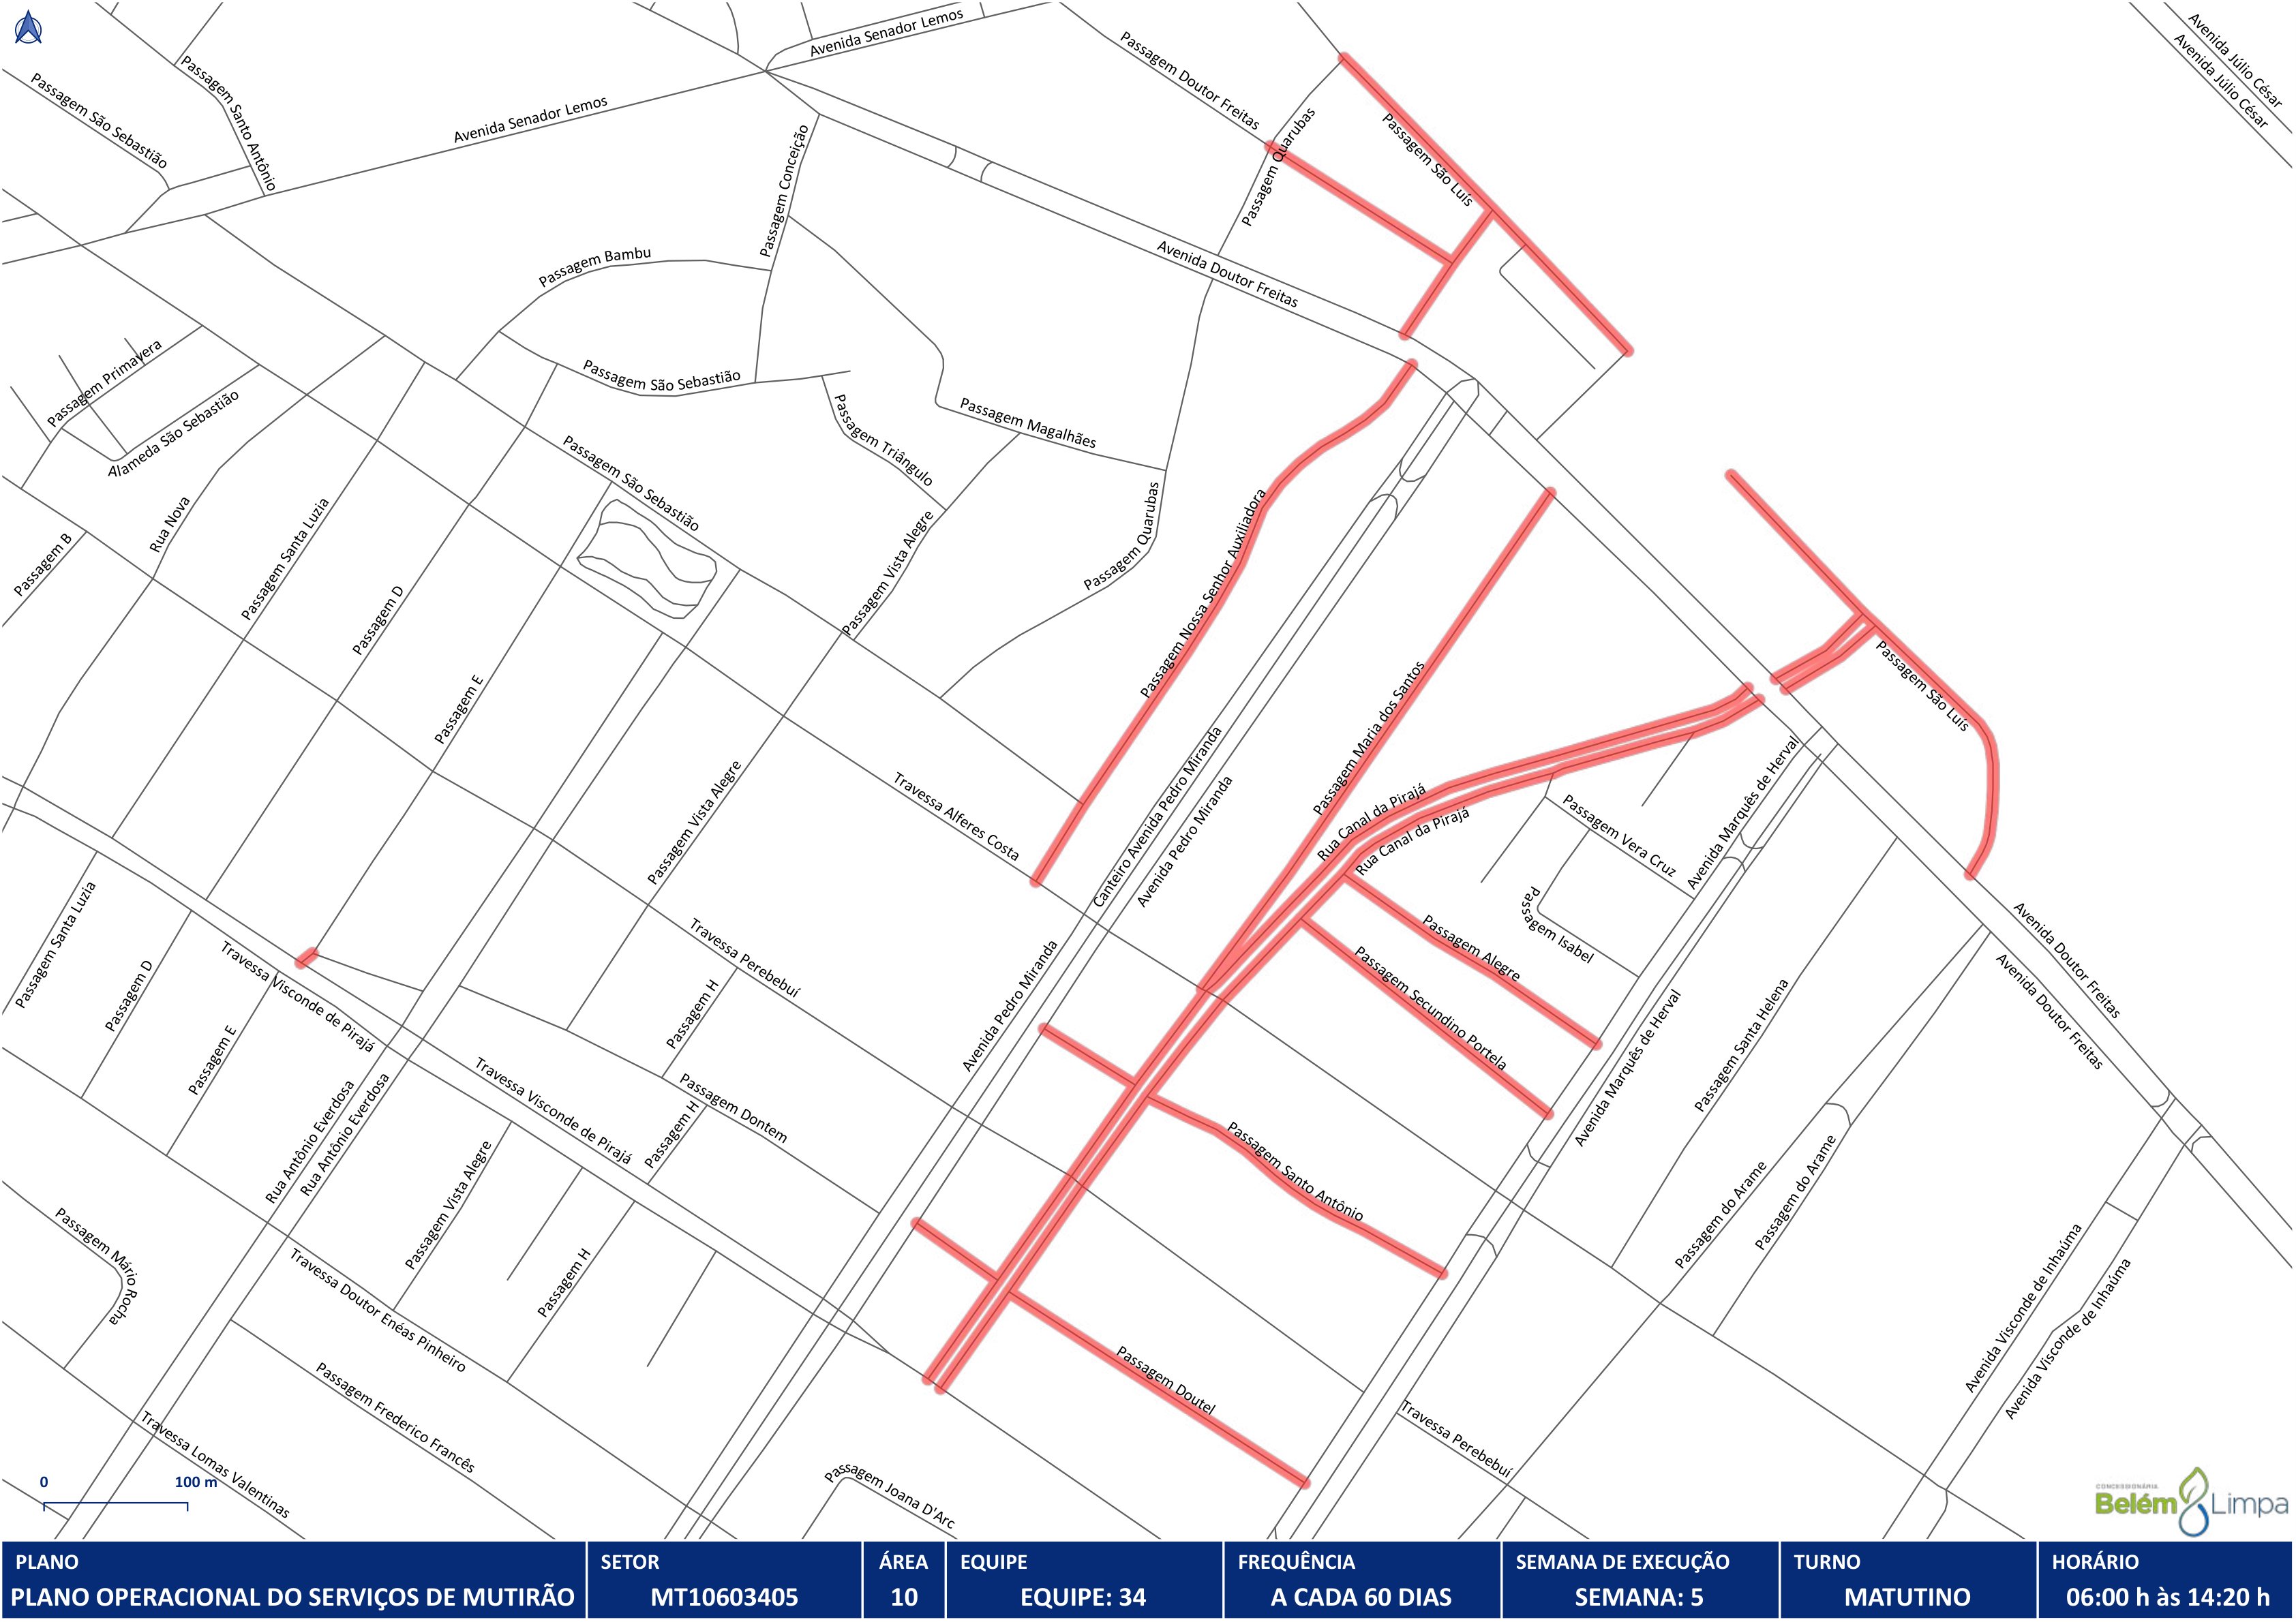 Avenida Júlio César
Avenida Júlio César
Avenida Senador Lemos
Passagem Doutor Freitas
Passagem Santo Antônio
Passagem São Sebastião
Avenida Senador Lemos
Passagem Quarubas
Passagem São Luís
Passagem Conceição
Passagem Bambu
Avenida Doutor Freitas
Passagem Primavera
Alameda São Sebastião
Passagem São Sebastião
Passagem Triângulo
Passagem Magalhães
Passagem São Sebastião
Rua Nova
Passagem Santa Luzia
Passagem B
Passagem D
Passagem E
Passagem Vista Alegre
Passagem Quarubas
Passagem Nossa Senhor Auxiliadora
Passagem Maria dos Santos
Passagem São Luís
Canteiro Avenida Pedro Miranda
Avenida Pedro Miranda
Rua Canal da Pirajá
Rua Canal da Pirajá
Passagem Vera Cruz
Avenida Marquês de Herval
Travessa Alferes Costa
Passagem Vista Alegre
Passagem Isabel
Passagem Alegre
Passagem Secundino Portela
Passagem Santa Luzia
Passagem D
Passagem E
Travessa Visconde de Pirajá
Travessa Perebebuí
Passagem H
Avenida Pedro Miranda
Avenida Marquês de Herval
Passagem Santa Helena
Avenida Doutor Freitas
Avenida Doutor Freitas
Travessa Visconde de Pirajá
Passagem Dontem
Passagem H
Rua Antônio Everdosa
Rua Antônio Everdosa
Passagem Vista Alegre
Passagem H
Passagem Santo Antônio
Passagem do Arame
Passagem do Arame
Passagem Mário Rocha
Travessa Doutor Enéas Pinheiro
Avenida Visconde de Inhaúma
Avenida Visconde de Inhaúma
Passagem Frederico Francês
Passagem Doutel
Travessa Perebebuí
Travessa Lomas Valentinas
Passagem Joana D'Arc
0 100 m
CONCESSIONÁRIA
Belém Limpa
PLANO
PLANO OPERACIONAL DO SERVIÇOS DE MUTIRÃO
SETOR
MT10603405
ÁREA
10
EQUIPE
EQUIPE: 34
FREQUÊNCIA
A CADA 60 DIAS
SEMANA DE EXECUÇÃO
SEMANA: 5
TURNO
MATUTINO
HORÁRIO
06:00 h às 14:20 h